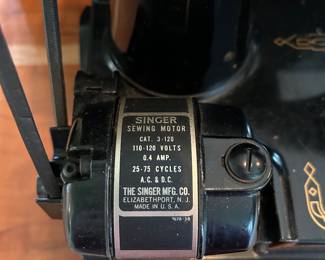 SINGER
SEWING MOTOR
CAT. 3-120
110-120 VOLTS
0.4 AMP.
25-75 CYCLES
A.C. & D.C.
THE SINGER MFG. CO.
ELIZABETHPORT, N. J.
MADE IN U.S.A.